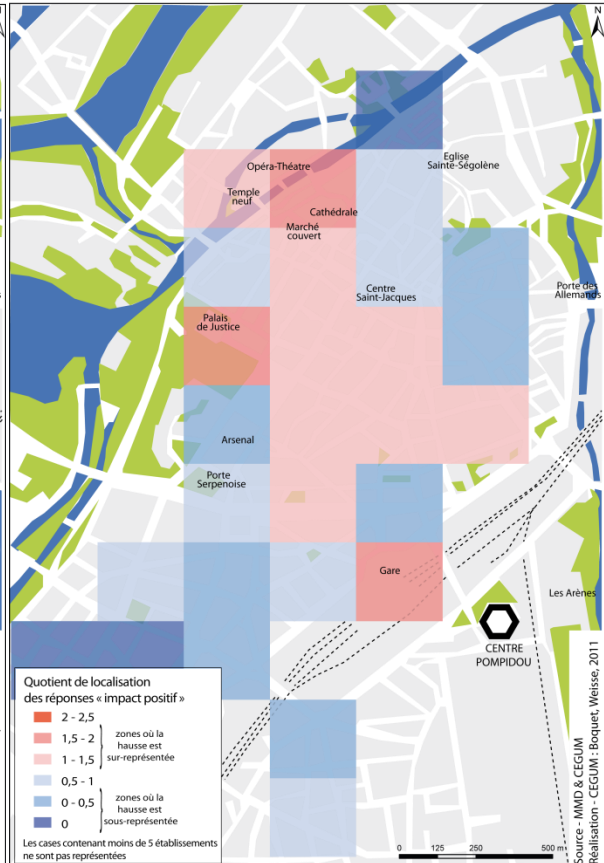 N
N
Opéra-Théatre
Eglise
Sainte-Ségolène
Temple
neuf
Cathédrale
Marché
couvert
Centre
Saint-Jacques
Porte des
Allemands
Palais
de Justice
Arsenal
Porte
Serpenoise
Gare
Les Arènes
CENTRE
POMPIDOU
Quotient de localisation
des réponses « impact positif »
2 - 2,5
1,5 - 2
1 - 1,5
zones où la
hausse est
sur-représentée
0,5 - 1
0 - 0,5
0
zones où la
hausse est
sous-représentée
Les cases contenant moins de 5 établissements
ne sont pas représentées
0 125 250 500 m
Source - MMD & CEGUM
Réalisation - CEGUM : Boquet, Weisse, 2011